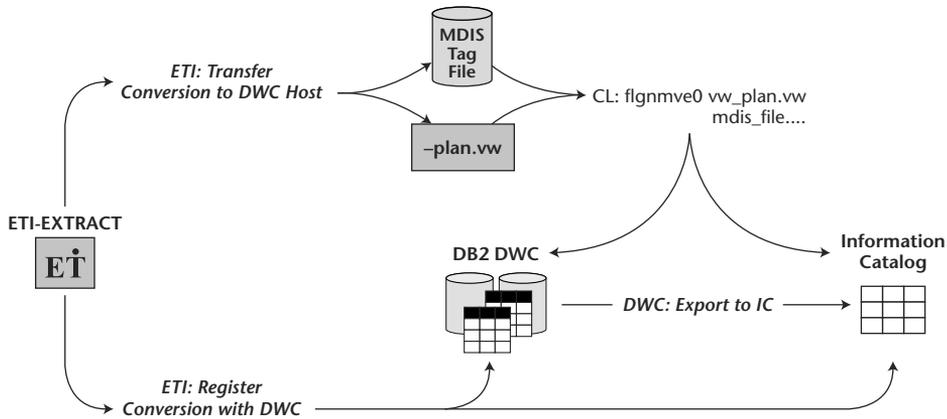 MDIS
Tag
File
ETI: Transfer
Conversion to DWC Host
CL: flgnmve0 vw_plan.vw
mdis_file....
–plan.vw
ETI-EXTRACT
ETI
DB2 DWC
Information
Catalog
DWC: Export to IC
ETI: Register
Conversion with DWC